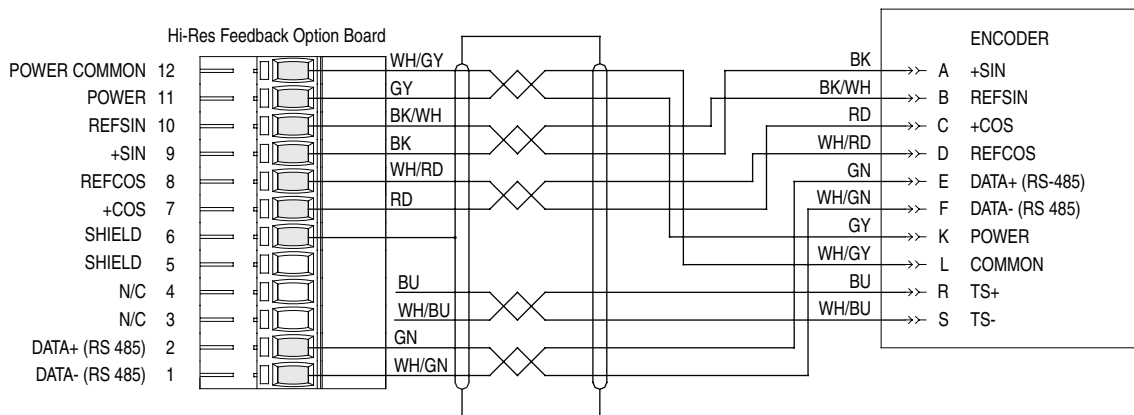 Hi-Res Feedback Option Board
POWER COMMON 12
POWER 11
REFSIN 10
+SIN 9
REFCOS 8
+COS 7
SHIELD 6
SHIELD 5
N/C 4
N/C 3
DATA+ (RS 485) 2
DATA- (RS 485) 1
WH/GY
GY
BK/WH
BK
WH/RD
RD
BU
WH/BU
GN
WH/GN
ENCODER
BK A +SIN
BK/WH B REFSIN
RD C +COS
WH/RD D REFCOS
GN E DATA+ (RS-485)
WH/GN F DATA- (RS 485)
GY K POWER
WH/GY L COMMON
BU R TS+
WH/BU S TS-